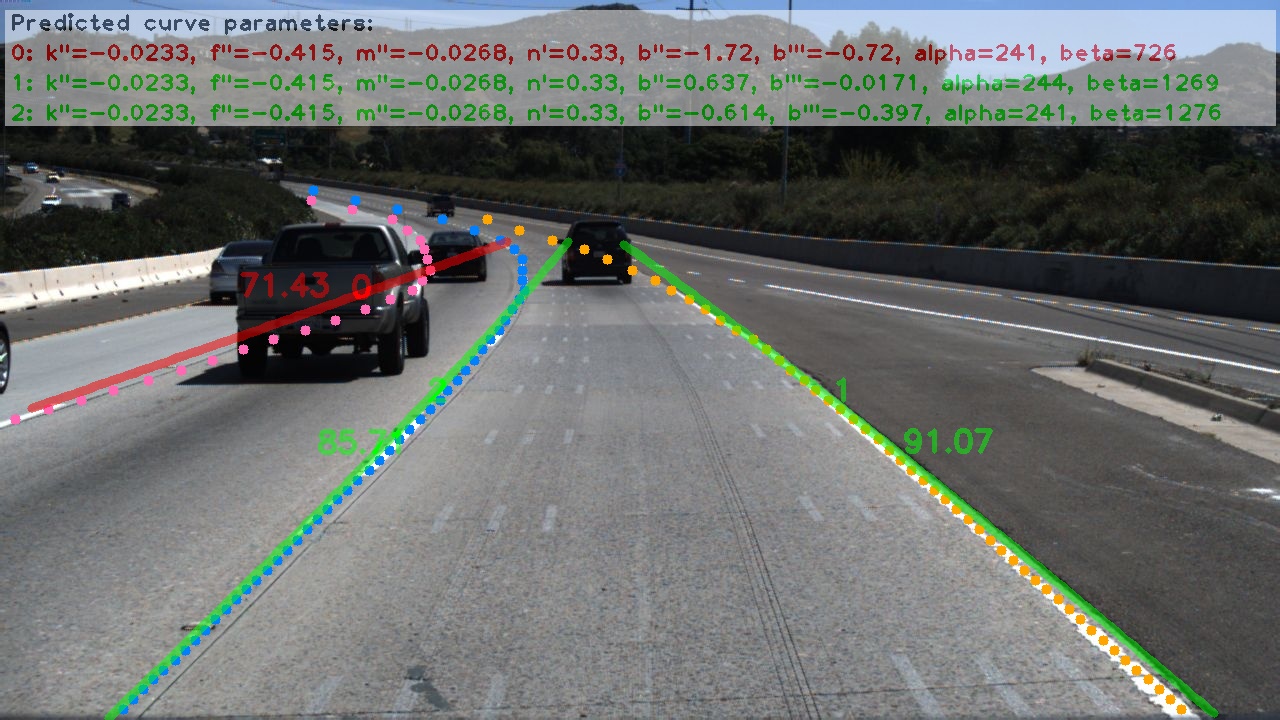 Predicted curve parameters:
0: k''=-0.0233, f''=-0.415, m''=-0.0268, n'=0.33, b''=-1.72, b'''=-0.72, alpha=241, beta=726
1: k''=-0.0233, f''=-0.415, m''=-0.0268, n'=0.33, b''=0.637, b'''=-0.0171, alpha=244, beta=1269
2: k''=-0.0233, f''=-0.415, m''=-0.0268, n'=0.33, b''=-0.614, b'''=-0.397, alpha=241, beta=1276
71.43 0
2 1
85.71 91.07